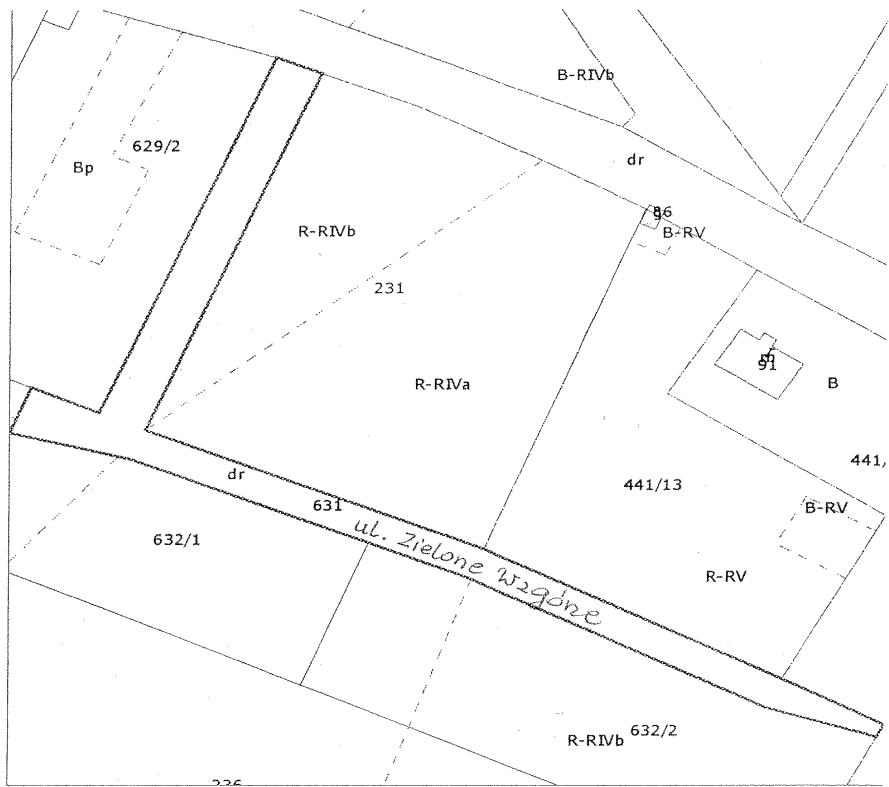 B-RIVb
629/2
dr
Bp
86
B-RV
R-RIVb
231
91
R-RIVa
B
441,
dr
441/13
631
B-RV
ul. Zielone Wzgórze
632/1
R-RV
632/2
R-RIVb
236